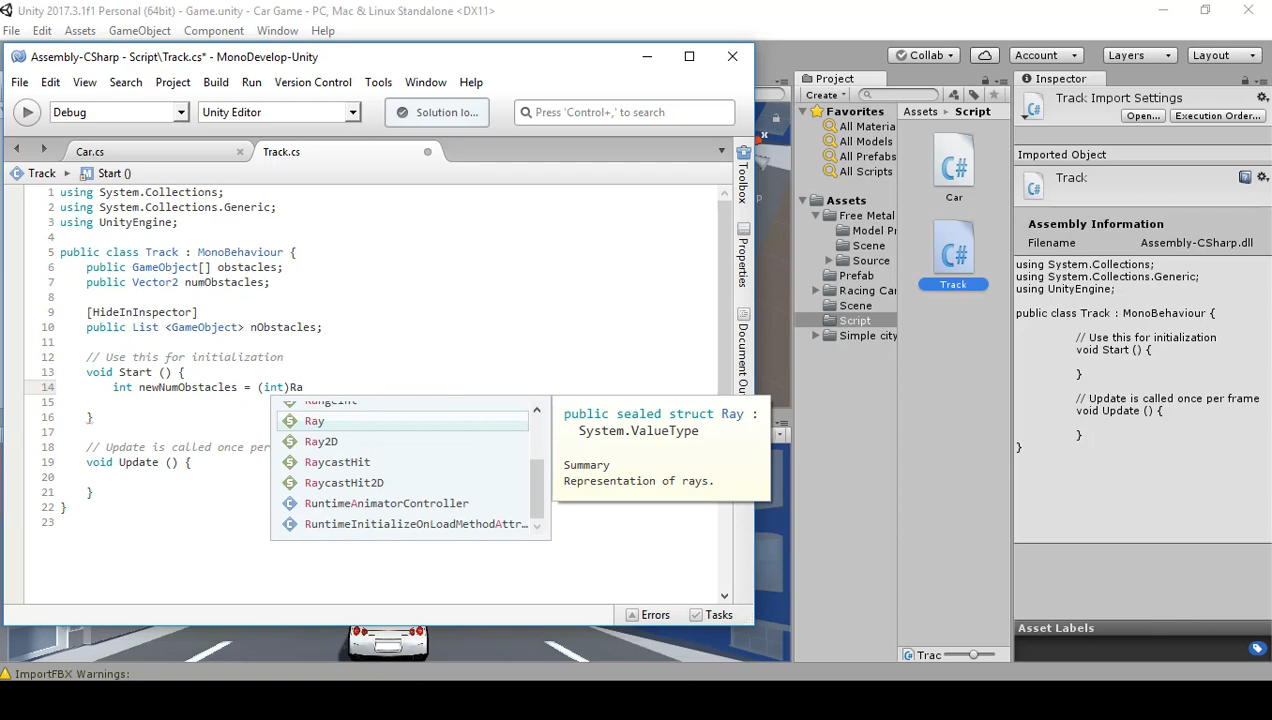 Unity 2017.3.1f1 Personal (64bit) - Game.unity - Car Game - PC, Mac & Linux Standalone <DX11>
File Edit Assets GameObject Component Window Help
Collab Account Layers Layout
Assembly-CSharp - Script\Track.cs* - MonoDevelop-Unity
File Edit View Search Project Build Run Version Control Tools Window Help
Debug Unity Editor Solution lo... Press 'Control+,' to search
Car.cs Track.cs
Track Start ()
1 using System.Collections;
2 using System.Collections.Generic;
3 using UnityEngine;
4
5 public class Track : MonoBehaviour {
6 public GameObject[] obstacles;
7 public Vector2 numObstacles;
8
9 [HideInInspector]
10 public List <GameObject> nObstacles;
11
12 // Use this for initialization
13 void Start () {
14 int newNumObstacles = (int)Ra
15
16 }
17
18 // Update is called once per
19 void Update () {
20
21 }
22 }
23
RangeInt
Ray
Ray2D
RaycastHit
RaycastHit2D
RuntimeAnimatorController
RuntimeInitializeOnLoadMethodAttr...
public sealed struct Ray :
System.ValueType
Summary
Representation of rays.
Toolbox
Properties
Document Out
Errors Tasks
Project
Create
Favorites
All Materia
All Models
All Prefabs
All Scripts
Assets
Free Metal
Model Pr
Scene
Source
Prefab
Racing Car
Scene
Script
Simple city
Assets Script
C#
Car
C#
Track
Trac
Inspector
Track Import Settings
Open... Execution Order...
Imported Object
Track
Assembly Information
Filename Assembly-CSharp.dll
using System.Collections;
using System.Collections.Generic;
using UnityEngine;
public class Track : MonoBehaviour {
// Use this for initialization
void Start () {
}
// Update is called once per frame
void Update () {
}
}
Asset Labels
ImportFBX Warnings: